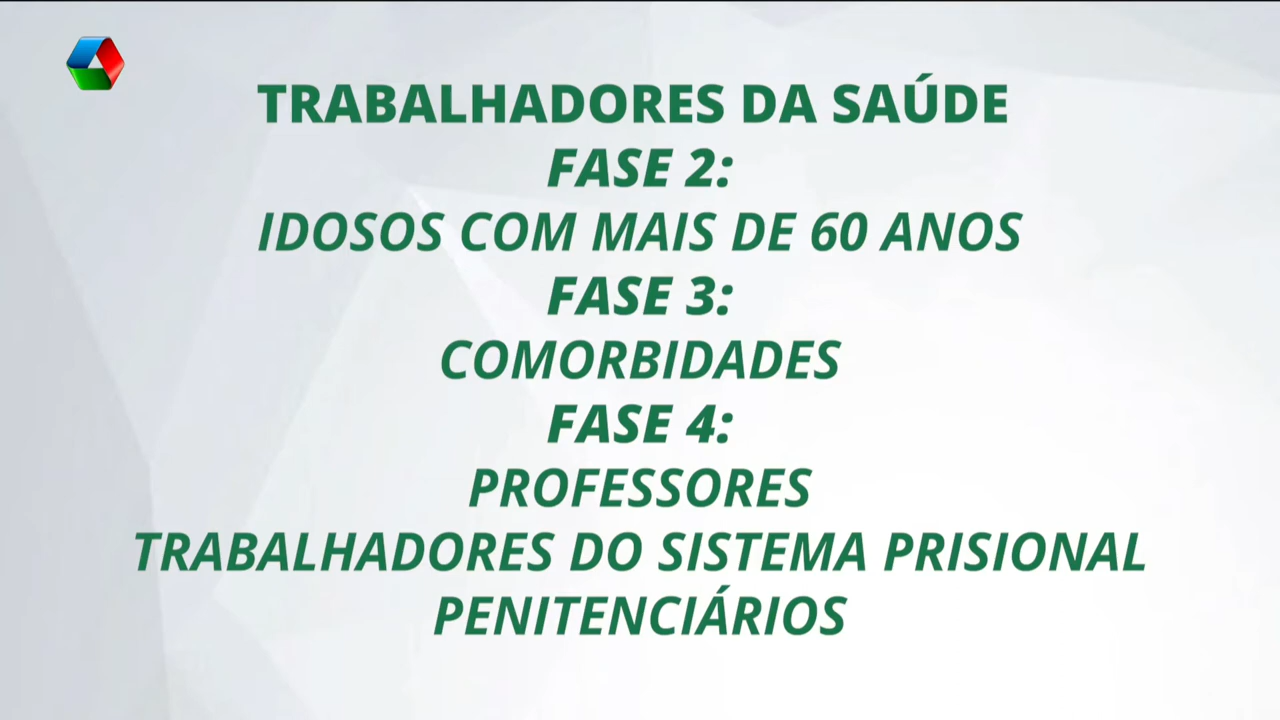 TRABALHADORES DA SAÚDE
FASE 2:
IDOSOS COM MAIS DE 60 ANOS
FASE 3:
COMORBIDADES
FASE 4:
PROFESSORES
TRABALHADORES DO SISTEMA PRISIONAL
PENITENCIÁRIOS